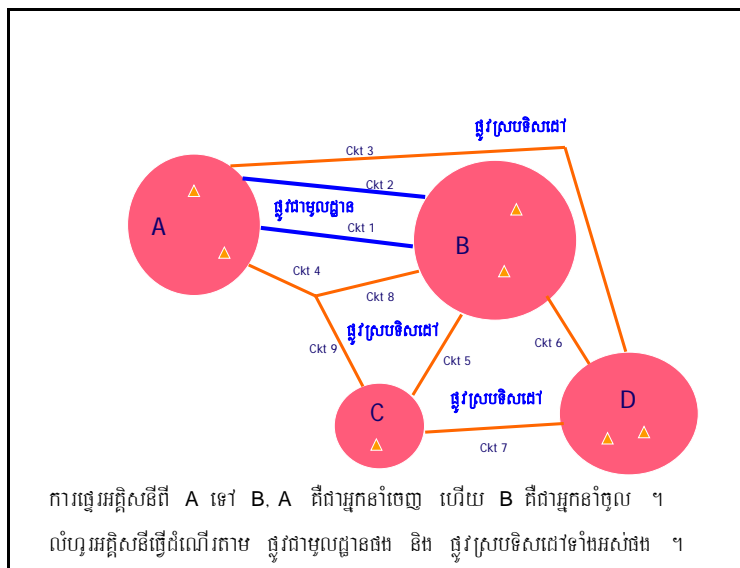 ផ្លូវស្របទិសដៅ
Ckt 3
Ckt 2
ផ្លូវជាមូលដ្ឋាន
A
Ckt 1
B
Ckt 4
Ckt 8
ផ្លូវស្របទិសដៅ
Ckt 9
Ckt 5
Ckt 6
ផ្លូវស្របទិសដៅ
C
D
Ckt 7
ការផ្ទេរអគ្គិសនីពី A ទៅ B, A គឺជាអ្នកនាំចេញ ហើយ B គឺជាអ្នកនាំចូល ។
លំហូរអគ្គិសនីធ្វើដំណើរតាម ផ្លូវជាមូលដ្ឋានផង និង ផ្លូវស្របទិសដៅទាំងអស់ផង ។